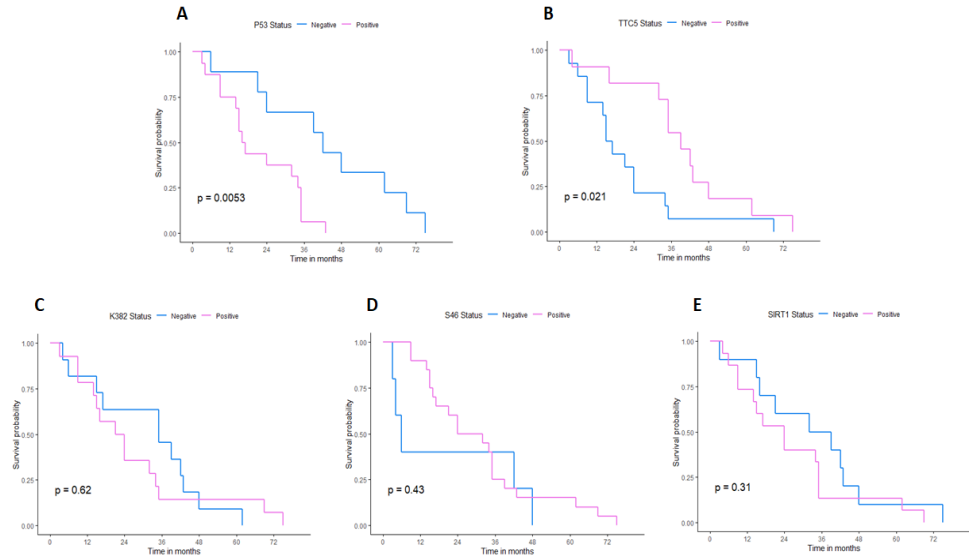 A
P53 Status Negative Positive
1.00
0.75
0.50
0.25
0.00
Survival probability
p = 0.0053
0 12 24 36 48 60 72
Time in months
B
TTC5 Status Negative Positive
1.00
0.75
0.50
0.25
0.00
Survival probability
p = 0.021
0 12 24 36 48 60 72
Time in months
C
K382 Status Negative Positive
1.00
0.75
0.50
0.25
0.00
Survival probability
p = 0.62
0 12 24 36 48 60 72
Time in months
D
S46 Status Negative Positive
1.00
0.75
0.50
0.25
0.00
Survival probability
p = 0.43
0 12 24 36 48 60 72
Time in months
E
SIRT1 Status Negative Positive
1.00
0.75
0.50
0.25
0.00
Survival probability
p = 0.31
0 12 24 36 48 60 72
Time in months